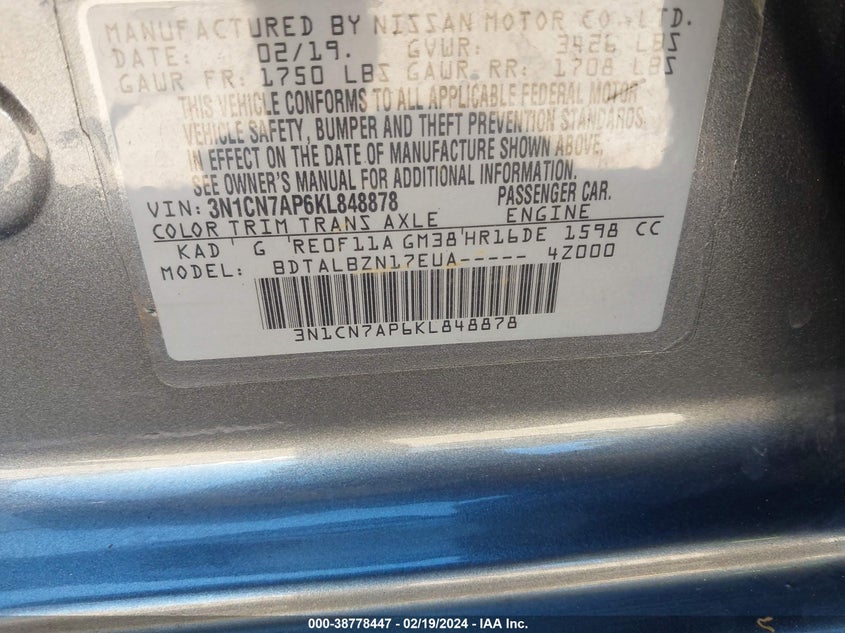 MANUFACTURED BY NISSAN MOTOR CO.,LTD.
DATE: 02/19. GVWR: 3426 LBS
GAWR FR: 1750 LBS GAWR RR: 1708 LBS
THIS VEHICLE CONFORMS TO ALL APPLICABLE FEDERAL MOTOR
VEHICLE SAFETY, BUMPER AND THEFT PREVENTION STANDARDS
IN EFFECT ON THE DATE OF MANUFACTURE SHOWN ABOVE,
SEE OWNER'S MANUAL FOR ADDITIONAL INFORMATION.
VIN: 3N1CN7AP6KL848878 PASSENGER CAR.
COLOR TRIM TRANS AXLE ENGINE
KAD G RE0F11A GM38 HR16DE 1598 CC
MODEL: BDTALBZN17EUA----- 4Z000
3N1CN7AP6KL848878
000-38778447 - 02/19/2024 - IAA Inc.